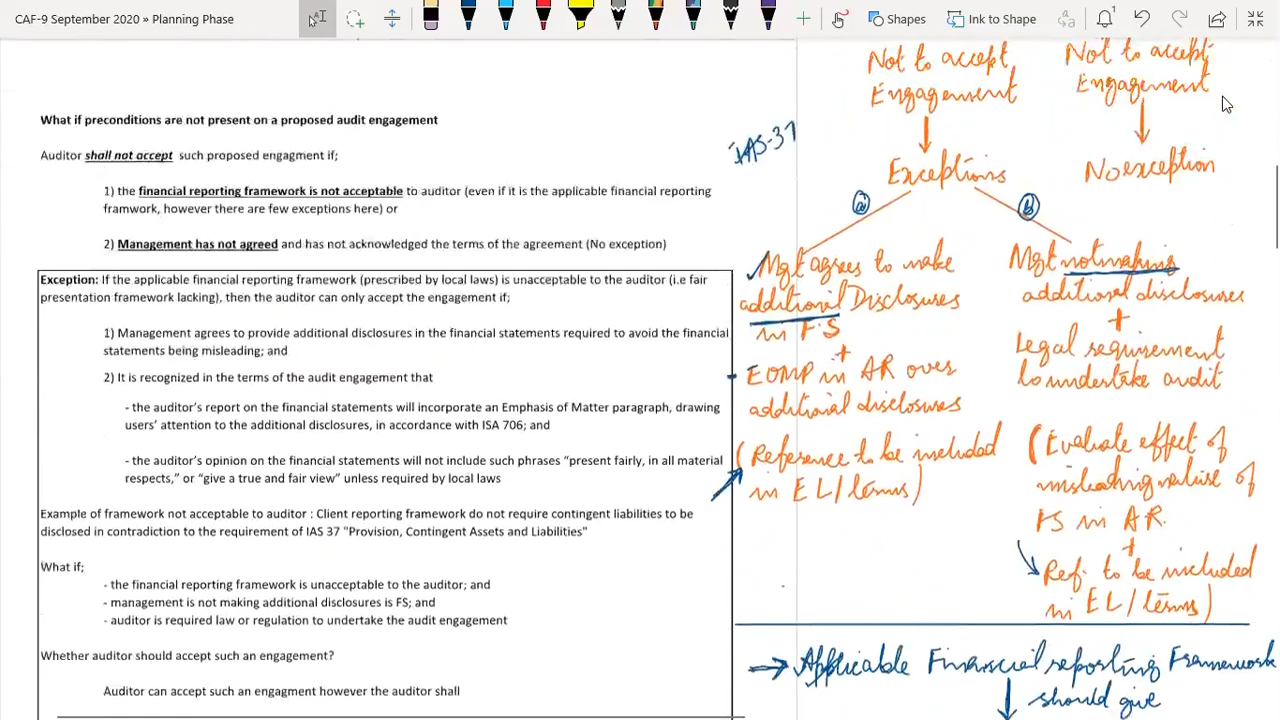 CAF-9 September 2020 » Planning Phase
Shapes
Ink to Shape
What if preconditions are not present on a proposed audit engagement
Auditor shall not accept such proposed engagment if;
1) the financial reporting framework is not acceptable to auditor (even if it is the applicable financial reporting
framwork, however there are few exceptions here) or
2) Management has not agreed and has not acknowledged the terms of the agreement (No exception)
Exception: If the applicable financial reporting framework (prescribed by local laws) is unacceptable to the auditor (i.e fair
presentation framework lacking), then the auditor can only accept the engagement if;
1) Management agrees to provide additional disclosures in the financial statements required to avoid the financial
statements being misleading; and
2) It is recognized in the terms of the audit engagement that
- the auditor's report on the financial statements will incorporate an Emphasis of Matter paragraph, drawing
users' attention to the additional disclosures, in accordance with ISA 706; and
- the auditor's opinion on the financial statements will not include such phrases "present fairly, in all material
respects," or "give a true and fair view" unless required by local laws
Example of framework not acceptable to auditor : Client reporting framework do not require contingent liabilities to be
disclosed in contradiction to the requirement of IAS 37 "Provision, Contingent Assets and Liabilities"
What if;
- the financial reporting framework is unacceptable to the auditor; and
- management is not making additional disclosures is FS; and
- auditor is required law or regulation to undertake the audit engagement
Whether auditor should accept such an engagement?
Auditor can accept such an engagment however the auditor shall
IAS-37
Not to accept
Engagement
Exceptions
(a)
Mgt agrees to make
additional Disclosures
in F.S
+
EOMP in AR over
additional disclosures
(Reference to be included
in EL/terms)
Not to accept
Engagement
No exception
(b)
Mgt not making
additional disclosures
+
Legal requirement
to undertake audit
(Evaluate effect of
misleading nature of
FS in AR.
+
Ref. to be included
in EL/terms)
→ Applicable Financial reporting Framework
↓ should give